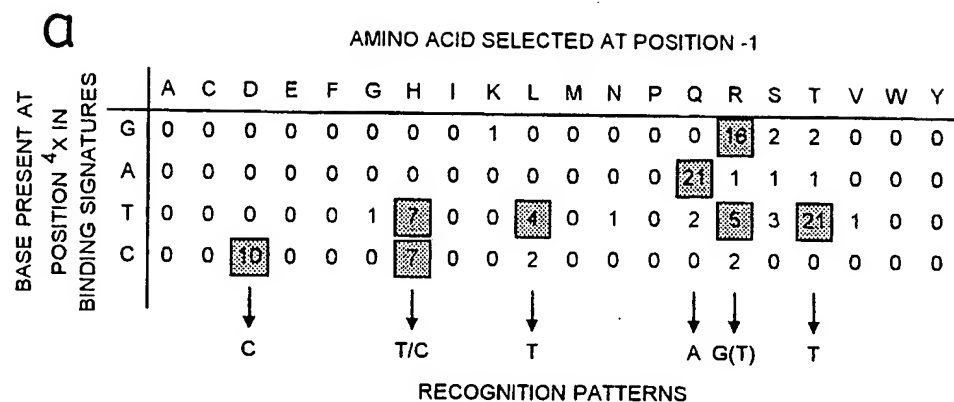 a
AMINO ACID SELECTED AT POSITION -1
BASE PRESENT AT
POSITION 4X IN
BINDING SIGNATURES
A C D E F G H I K L M N P Q R S T V W Y
G 0 0 0 0 0 0 0 0 1 0 0 0 0 0 16 2 2 0 0 0
A 0 0 0 0 0 0 0 0 0 0 0 0 0 21 1 1 1 0 0 0
T 0 0 0 0 0 1 7 0 0 4 0 1 0 2 5 3 21 1 0 0
C 0 0 10 0 0 0 7 0 0 2 0 0 0 0 2 0 0 0 0 0
C T/C T A G(T) T
RECOGNITION PATTERNS